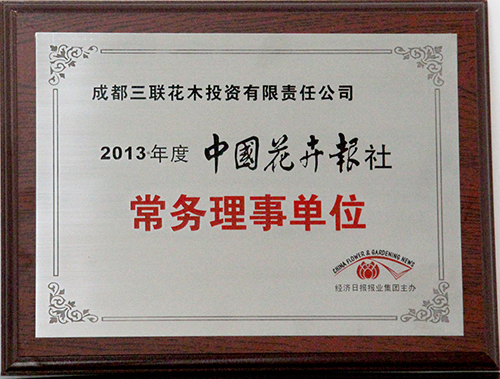 成都三联花木投资有限责任公司
2013年度 中國花卉報社
常务理事单位
CHINA FLOWER & GARDENING NEWS
经济日报报业集团主办